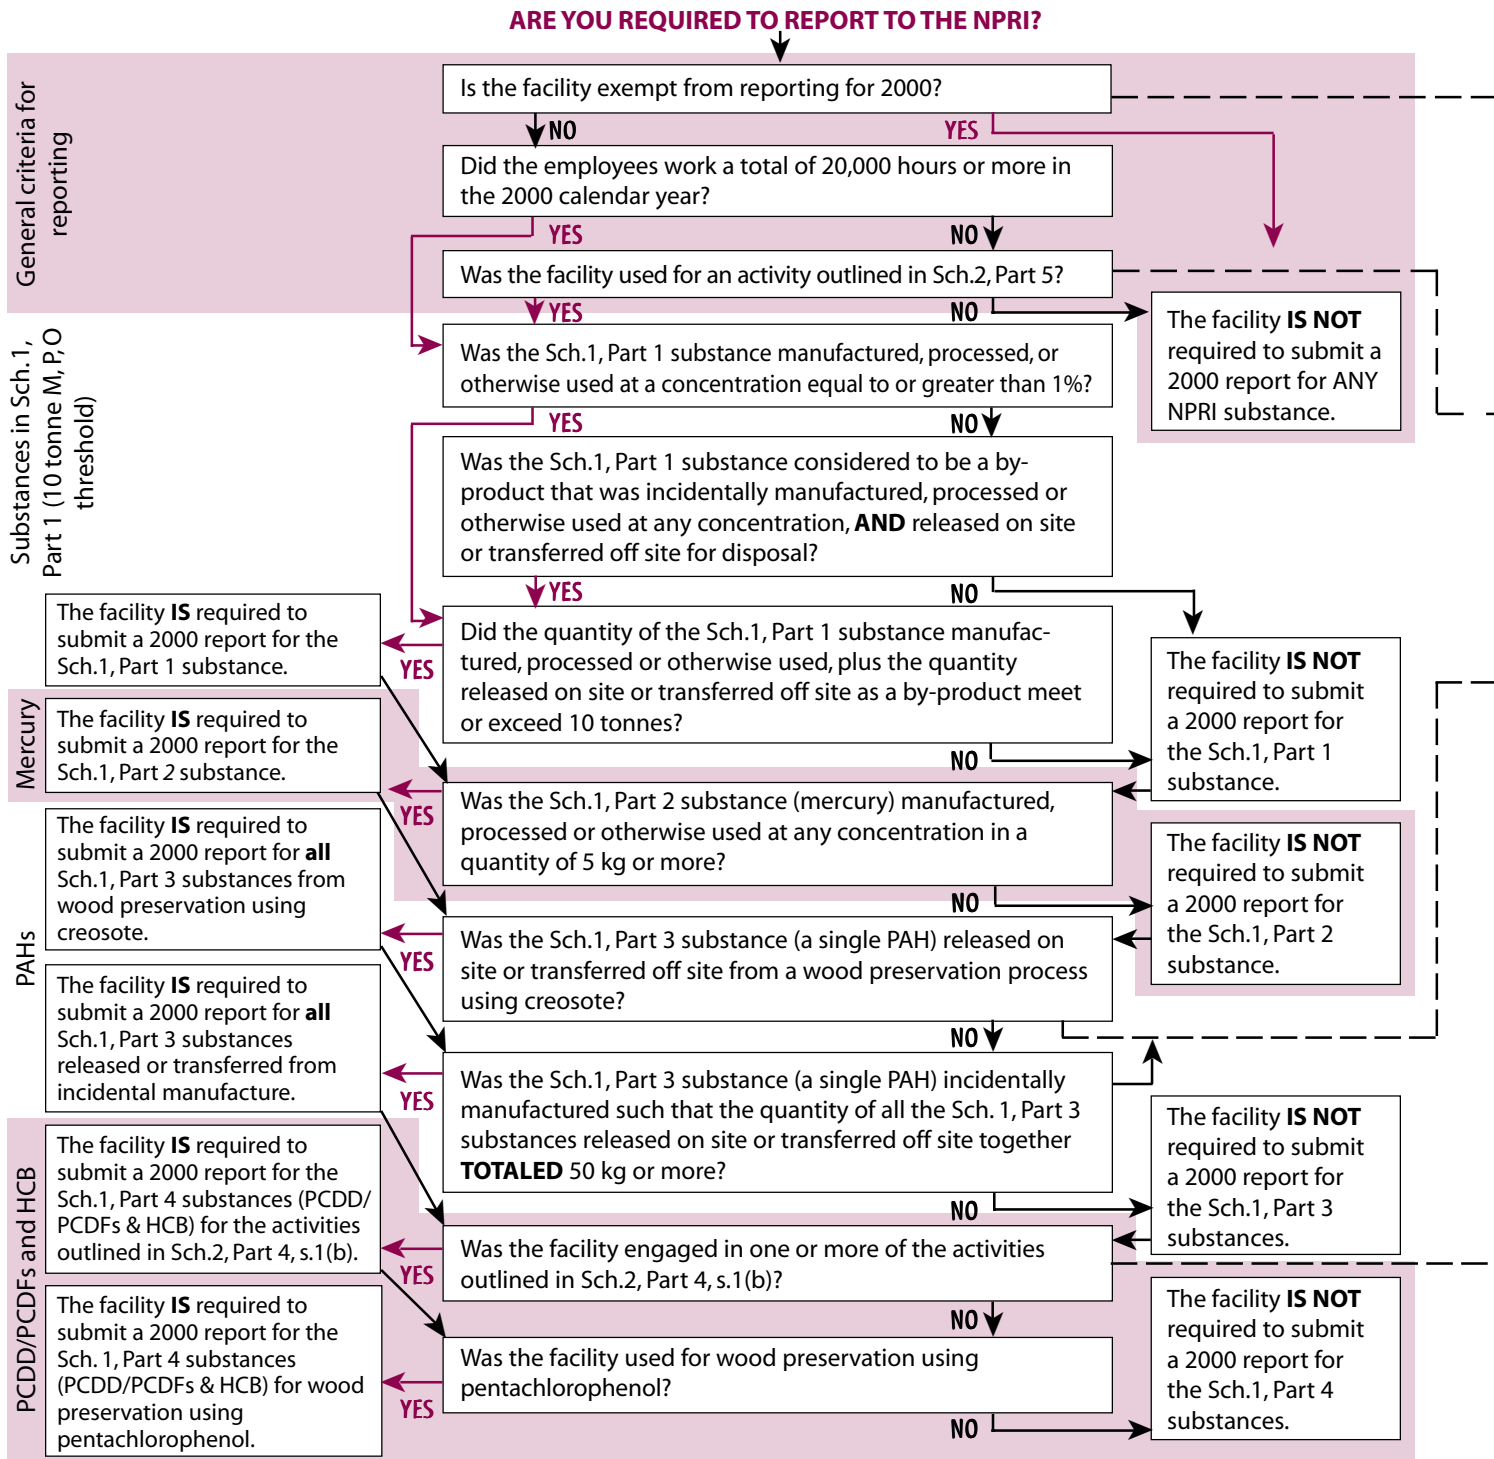 ARE YOU REQUIRED TO REPORT TO THE NPRI?
General criteria for
reporting
Is the facility exempt from reporting for 2000?
NO
YES
Did the employees work a total of 20,000 hours or more in
the 2000 calendar year?
YES
NO
Was the facility used for an activity outlined in Sch.2, Part 5?
YES
NO
The facility IS NOT
required to submit a
2000 report for ANY
NPRI substance.
Substances in Sch. 1,
Part 1 (10 tonne M, P, O
threshold)
Was the Sch.1, Part 1 substance manufactured, processed, or
otherwise used at a concentration equal to or greater than 1%?
YES
NO
Was the Sch.1, Part 1 substance considered to be a by-
product that was incidentally manufactured, processed or
otherwise used at any concentration, AND released on site
or transferred off site for disposal?
YES
NO
The facility IS required to
submit a 2000 report for the
Sch.1, Part 1 substance.
YES
Did the quantity of the Sch.1, Part 1 substance manufac-
tured, processed or otherwise used, plus the quantity
released on site or transferred off site as a by-product meet
or exceed 10 tonnes?
NO
The facility IS NOT
required to submit
a 2000 report for
the Sch.1, Part 1
substance.
Mercury
The facility IS required to
submit a 2000 report for the
Sch.1, Part 2 substance.
YES
Was the Sch.1, Part 2 substance (mercury) manufactured,
processed or otherwise used at any concentration in a
quantity of 5 kg or more?
NO
The facility IS NOT
required to submit
a 2000 report for
the Sch.1, Part 2
substance.
PAHs
The facility IS required to
submit a 2000 report for all
Sch.1, Part 3 substances from
wood preservation using
creosote.
YES
Was the Sch.1, Part 3 substance (a single PAH) released on
site or transferred off site from a wood preservation process
using creosote?
NO
The facility IS required to
submit a 2000 report for all
Sch.1, Part 3 substances
released or transferred from
incidental manufacture.
YES
Was the Sch.1, Part 3 substance (a single PAH) incidentally
manufactured such that the quantity of all the Sch. 1, Part 3
substances released on site or transferred off site together
TOTALED 50 kg or more?
NO
The facility IS NOT
required to submit
a 2000 report for
the Sch.1, Part 3
substances.
PCDD/PCDFs and HCB
The facility IS required to
submit a 2000 report for the
Sch.1, Part 4 substances (PCDD/
PCDFs & HCB) for the activities
outlined in Sch.2, Part 4, s.1(b).
YES
Was the facility engaged in one or more of the activities
outlined in Sch.2, Part 4, s.1(b)?
NO
The facility IS required to
submit a 2000 report for the
Sch. 1, Part 4 substances
(PCDD/PCDFs & HCB) for wood
preservation using
pentachlorophenol.
YES
Was the facility used for wood preservation using
pentachlorophenol?
NO
The facility IS NOT
required to submit
a 2000 report for
the Sch.1, Part 4
substances.